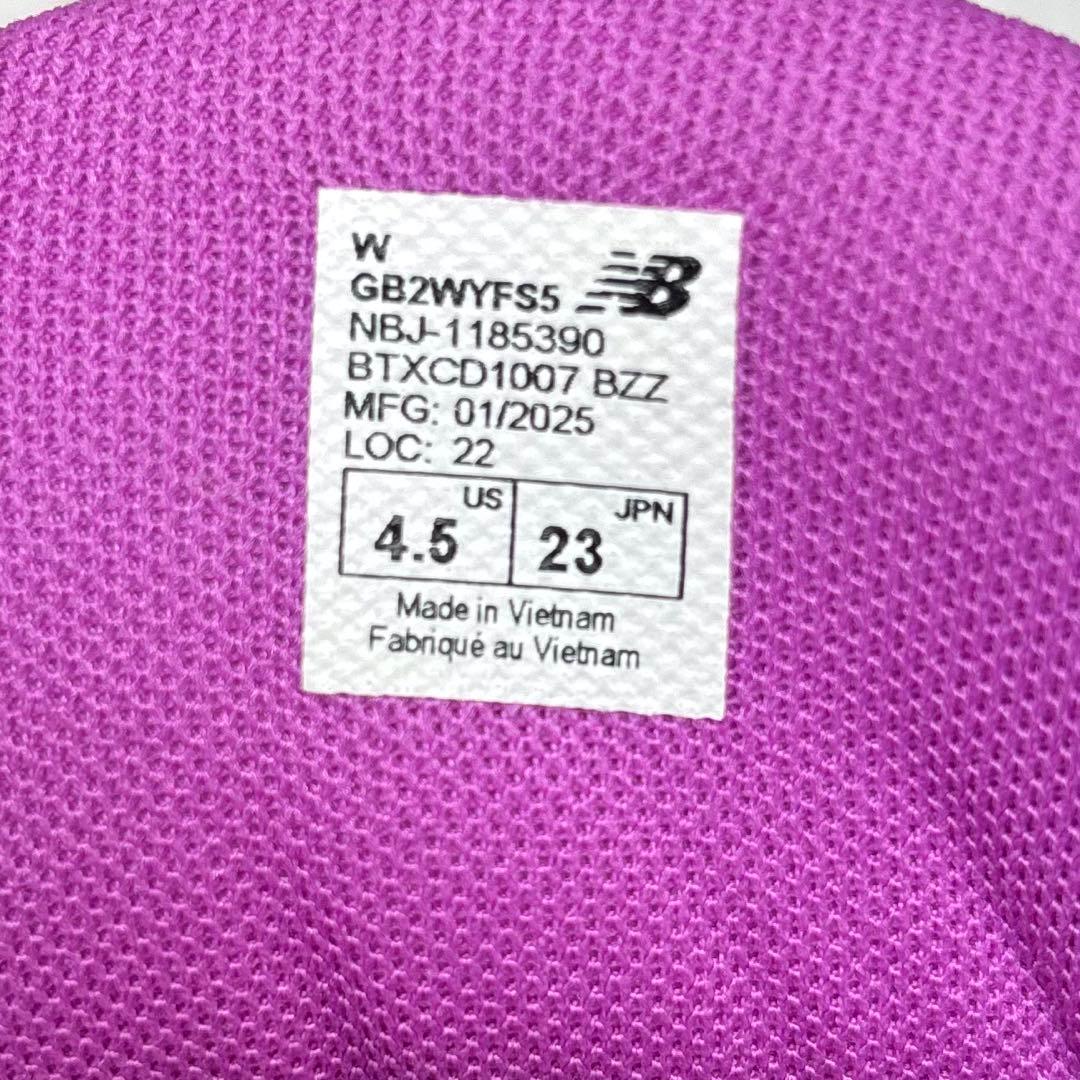 W
GB2WYFS5
NBJ-1185390
BTXCD1007 BZZ
MFG: 01/2025
LOC: 22
US JPN
4.5 23
Made in Vietnam
Fabriqué au Vietnam